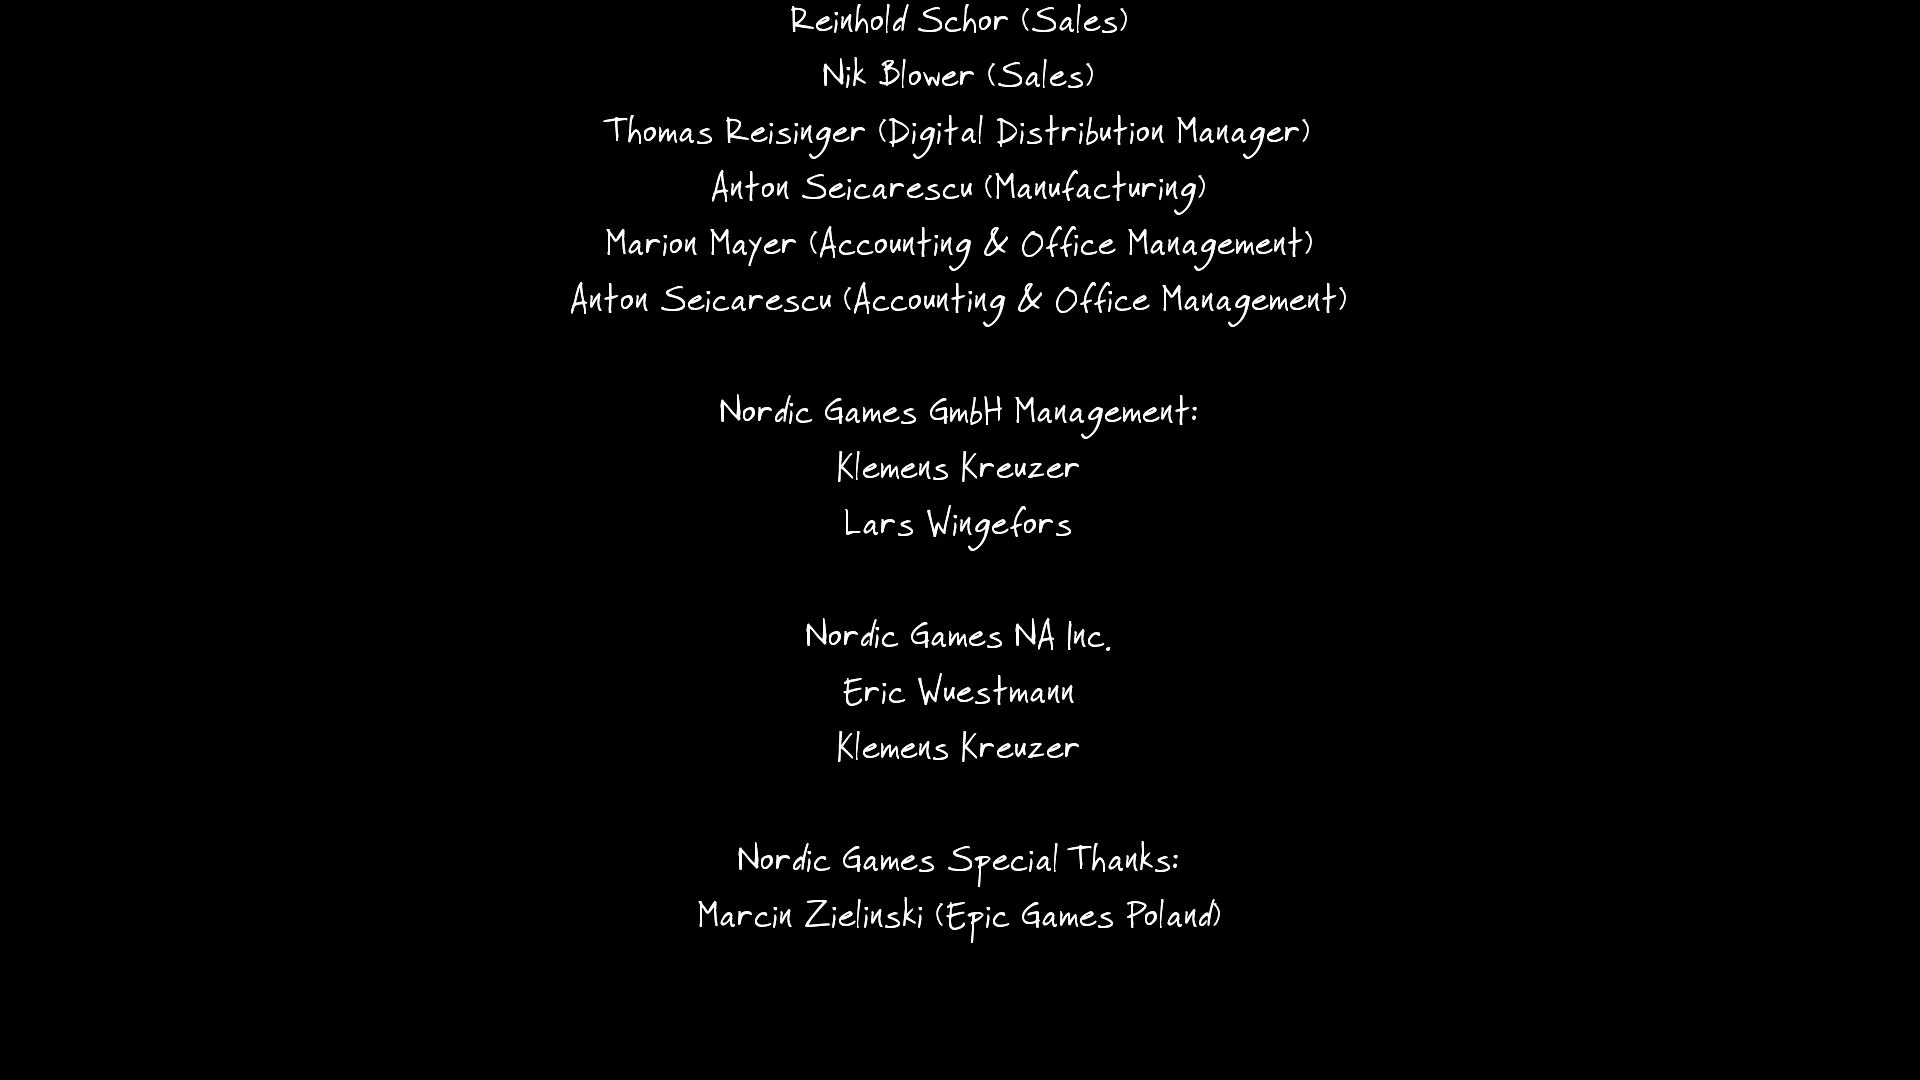 Reinhold Schor (Sales)
Nik Blower (Sales)
Thomas Reisinger (Digital Distribution Manager)
Anton Seicarescu (Manufacturing)
Marion Mayer (Accounting & Office Management)
Anton Seicarescu (Accounting & Office Management)
Nordic Games GmbH Management:
Klemens Kreuzer
Lars Wingefors
Nordic Games NA Inc.
Eric Wuestmann
Klemens Kreuzer
Nordic Games Special Thanks:
Marcin Zielinski (Epic Games Poland)